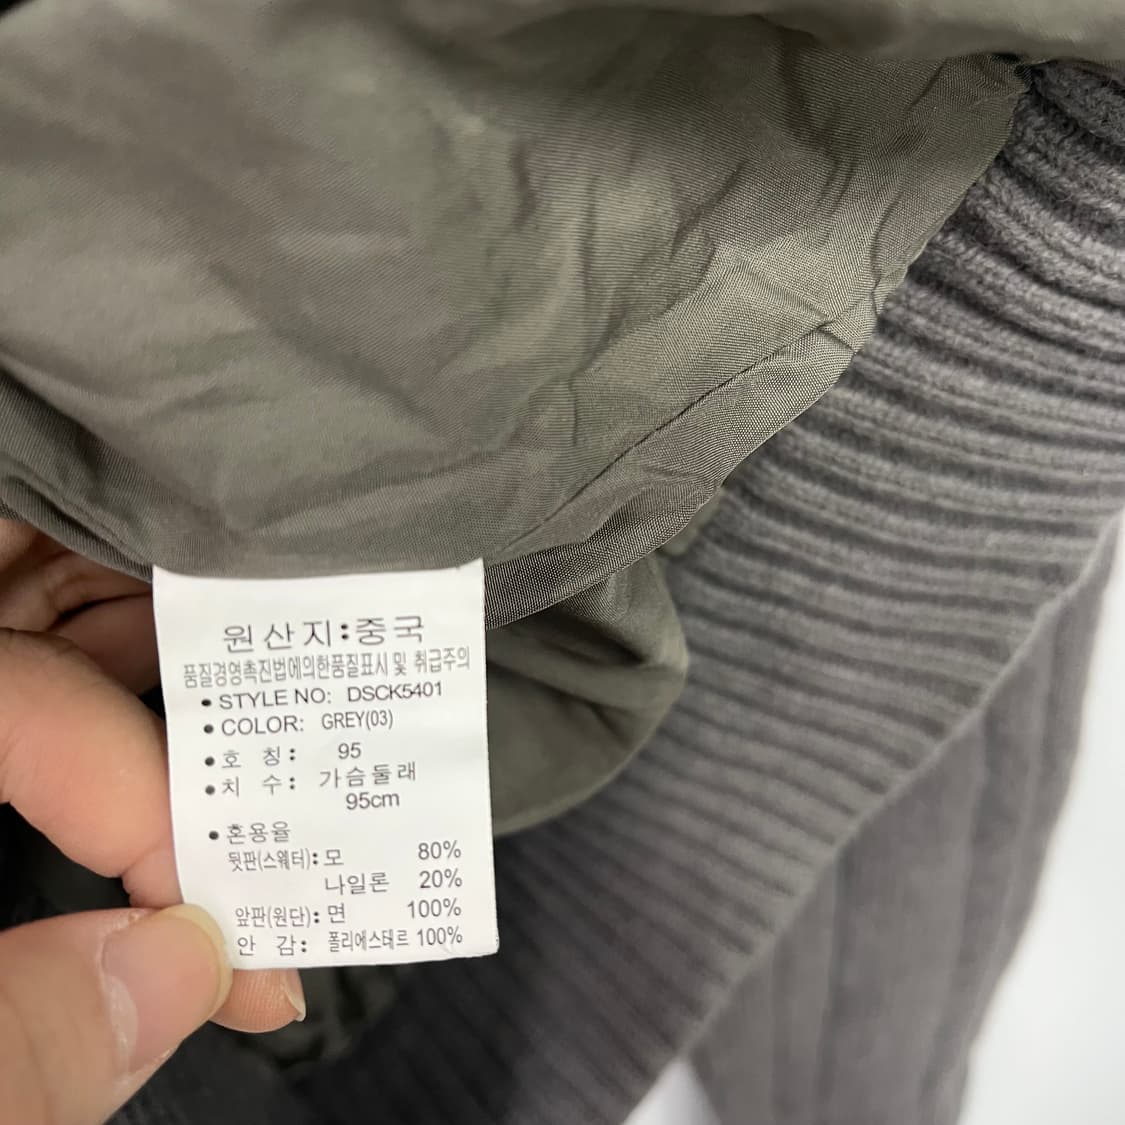 원산지:중국
품질경영촉진법에의한품질표시 및 취급주의
• STYLE NO: DSCK5401
• COLOR: GREY(03)
• 호 칭: 95
• 치 수: 가슴둘래
95cm
• 혼용율
뒷판(스웨터): 모 80%
나일론 20%
앞판(원단): 면 100%
안 감: 폴리에스테르 100%